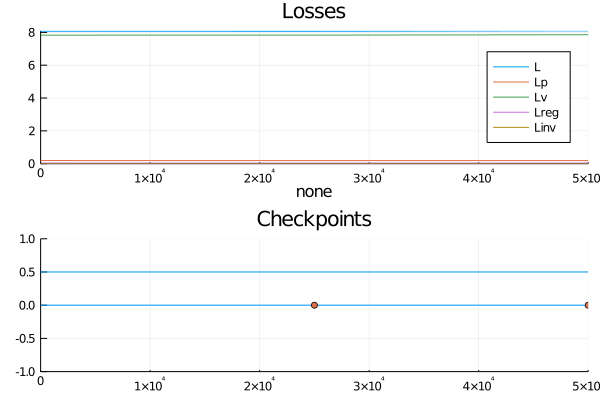 Losses
8
6
4
2
0
L
Lp
Lv
Lreg
Linv
0 1×10⁴ 2×10⁴ 3×10⁴ 4×10⁴ 5×10
none
Checkpoints
1.0
0.5
0.0
-0.5
-1.0
0 1×10⁴ 2×10⁴ 3×10⁴ 4×10⁴ 5×10